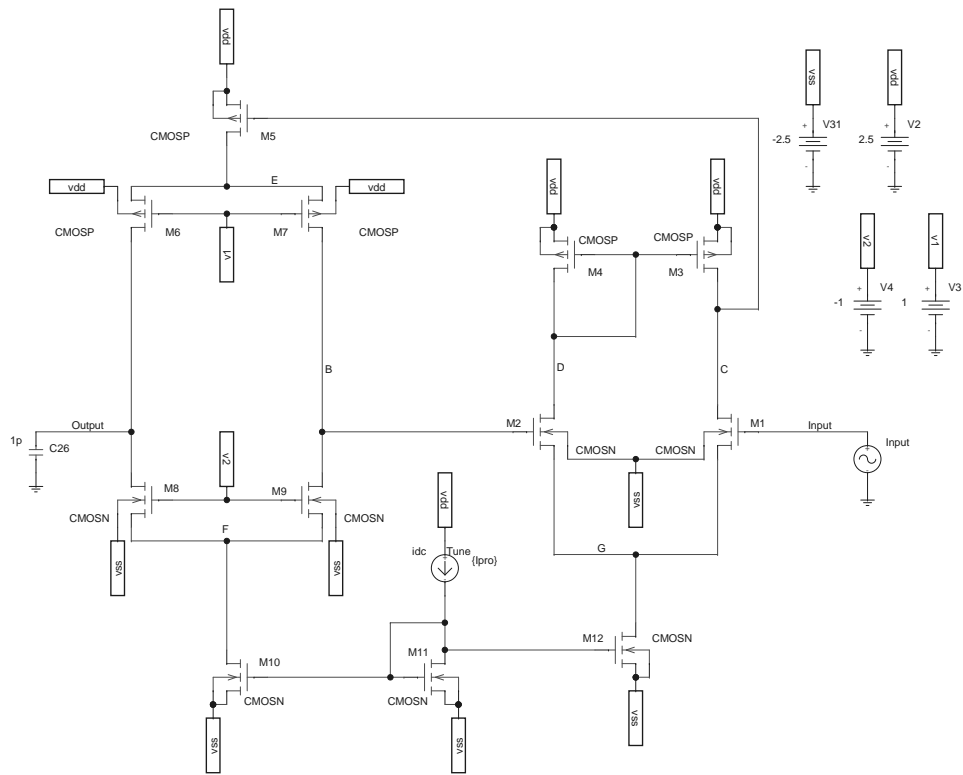 vdd
vss
vdd
CMOSP
M5
+
V31
+
V2
-2.5
2.5
-
-
E
vdd
vdd
vdd
vdd
CMOSP
M6
M7
CMOSP
v1
CMOSP
CMOSP
M4
M3
v2
v1
+
V4
+
V3
-1
1
-
-
B
D
C
Output
1p
C26
M2
M1
Input
Input
+
-
CMOSN
CMOSN
v2
vss
M8
M9
CMOSN
CMOSN
vdd
F
vss
vss
G
idc
+
Tune
{Ipro}
-
M12
CMOSN
M10
M11
CMOSN
CMOSN
vss
vss
vss